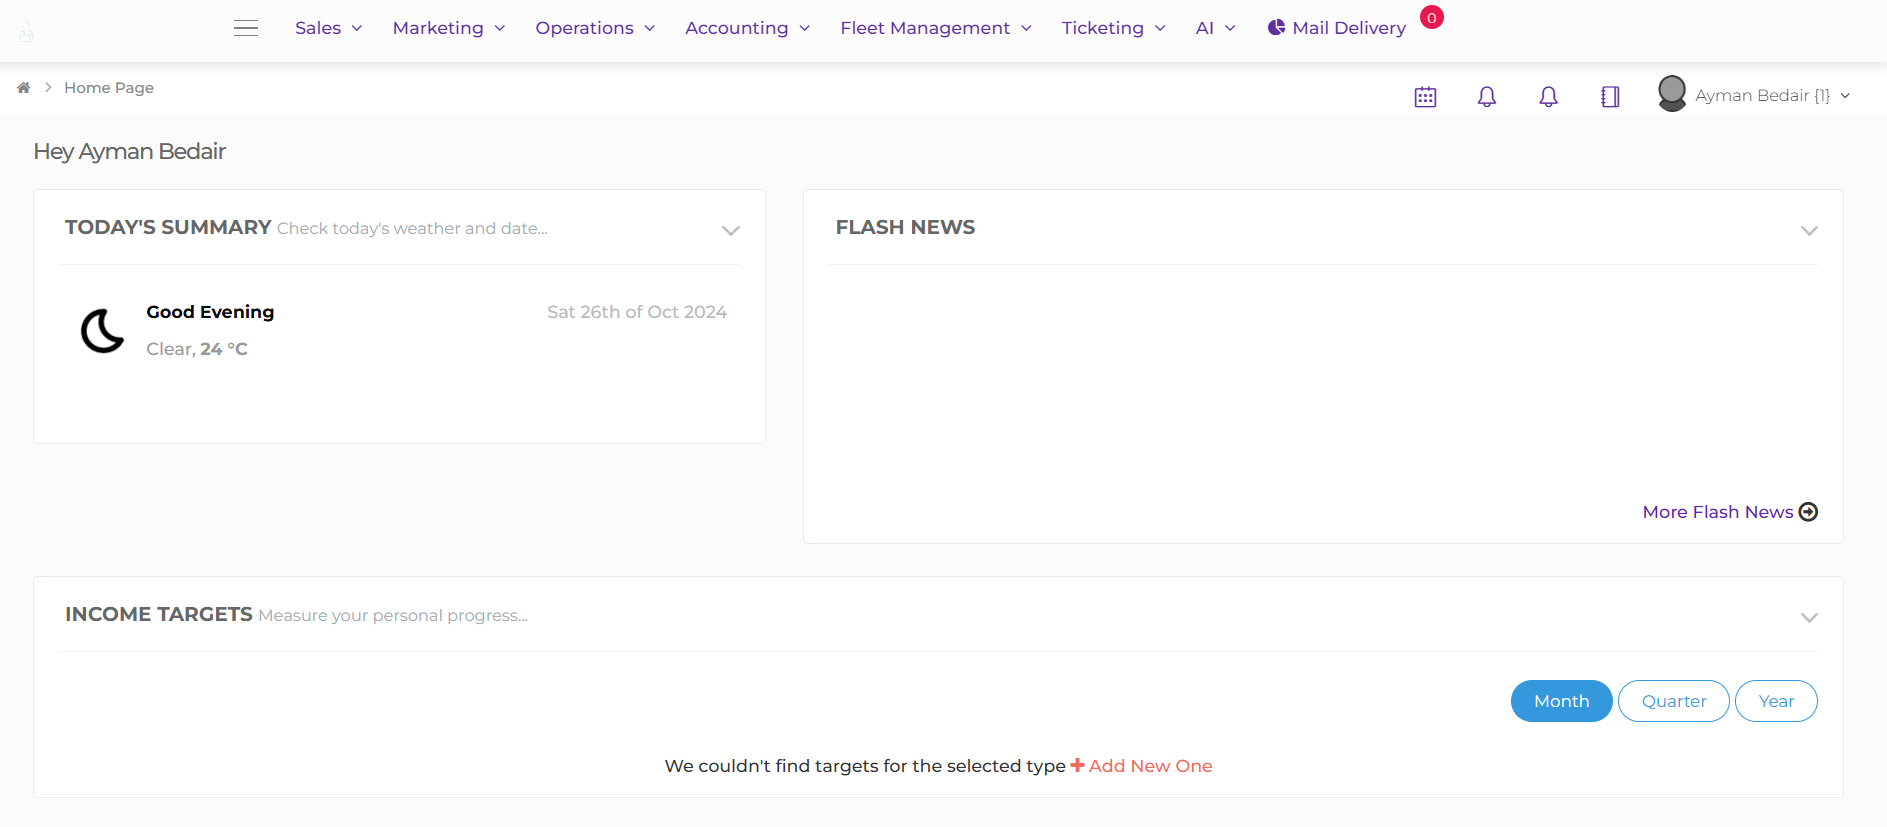 Sales Marketing Operations Accounting Fleet Management Ticketing AI Mail Delivery 0
Home Page
Ayman Bedair {1}
Hey Ayman Bedair
TODAY'S SUMMARY Check today's weather and date...
Good Evening Sat 26th of Oct 2024
Clear, 24 °C
FLASH NEWS
More Flash News
INCOME TARGETS Measure your personal progress...
Month Quarter Year
We couldn't find targets for the selected type Add New One